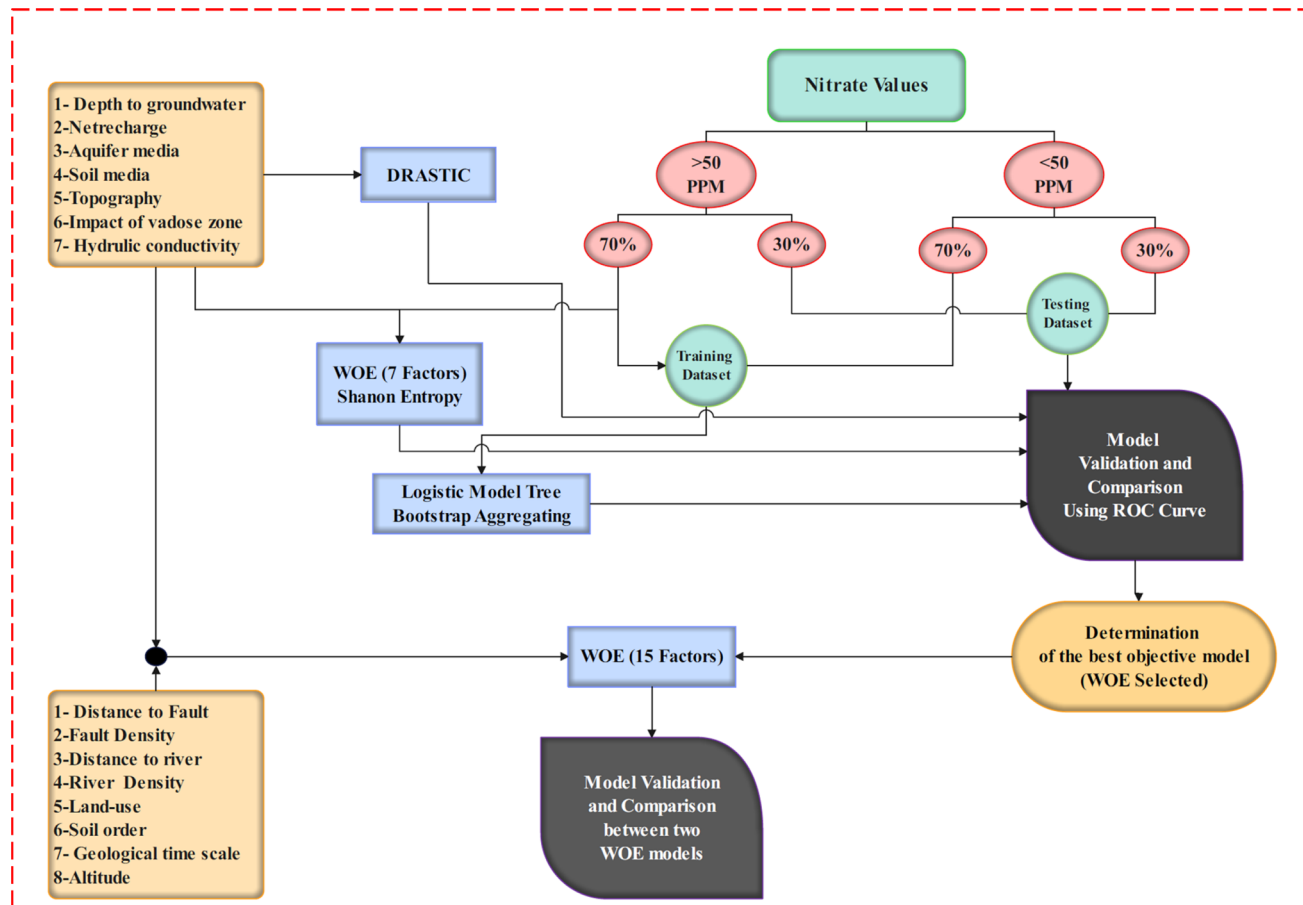 Nitrate Values
1- Depth to groundwater
2-Netrecharge
3-Aquifer media
4-Soil media
5-Topography
6-Impact of vadose zone
7- Hydrulic conductivity
DRASTIC
>50
PPM
<50
PPM
70%
30%
70%
30%
Testing
Dataset
Training
Dataset
WOE (7 Factors)
Shanon Entropy
Logistic Model Tree
Bootstrap Aggregating
Model
Validation and
Comparison
Using ROC Curve
Determination
of the best objective model
(WOE Selected)
WOE (15 Factors)
1- Distance to Fault
2-Fault Density
3-Distance to river
4-River Density
5-Land-use
6-Soil order
7- Geological time scale
8-Altitude
Model Validation
and Comparison
between two
WOE models